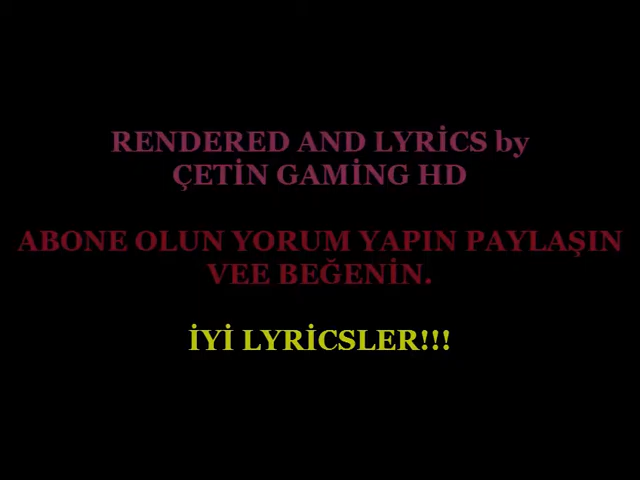 RENDERED AND LYRİCS by
ÇETİN GAMİNG HD
ABONE OLUN YORUM YAPIN PAYLAŞIN
VEE BEĞENİN.
İYİ LYRİCSLER!!!